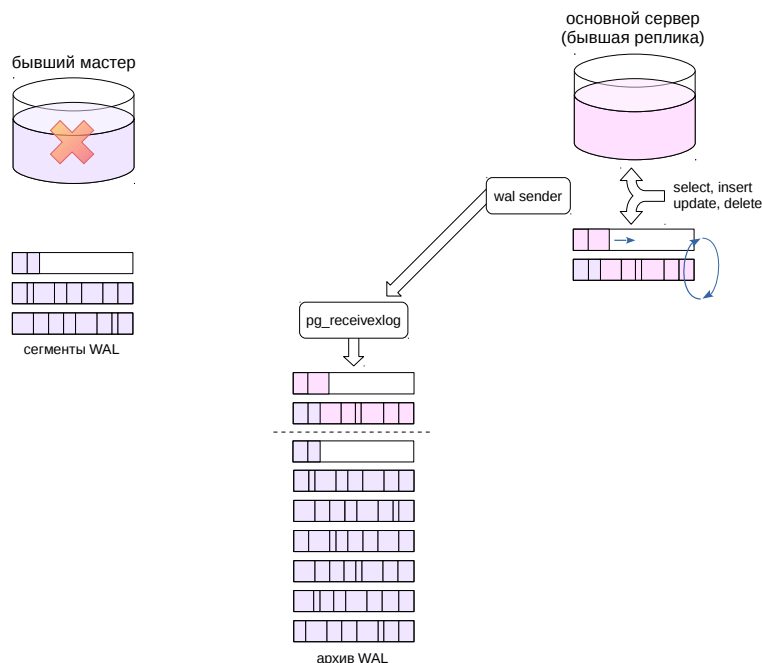 основной сервер
(бывшая реплика)
бывший мастер
select, insert
update, delete
wal sender
pg_receivexlog
сегменты WAL
архив WAL